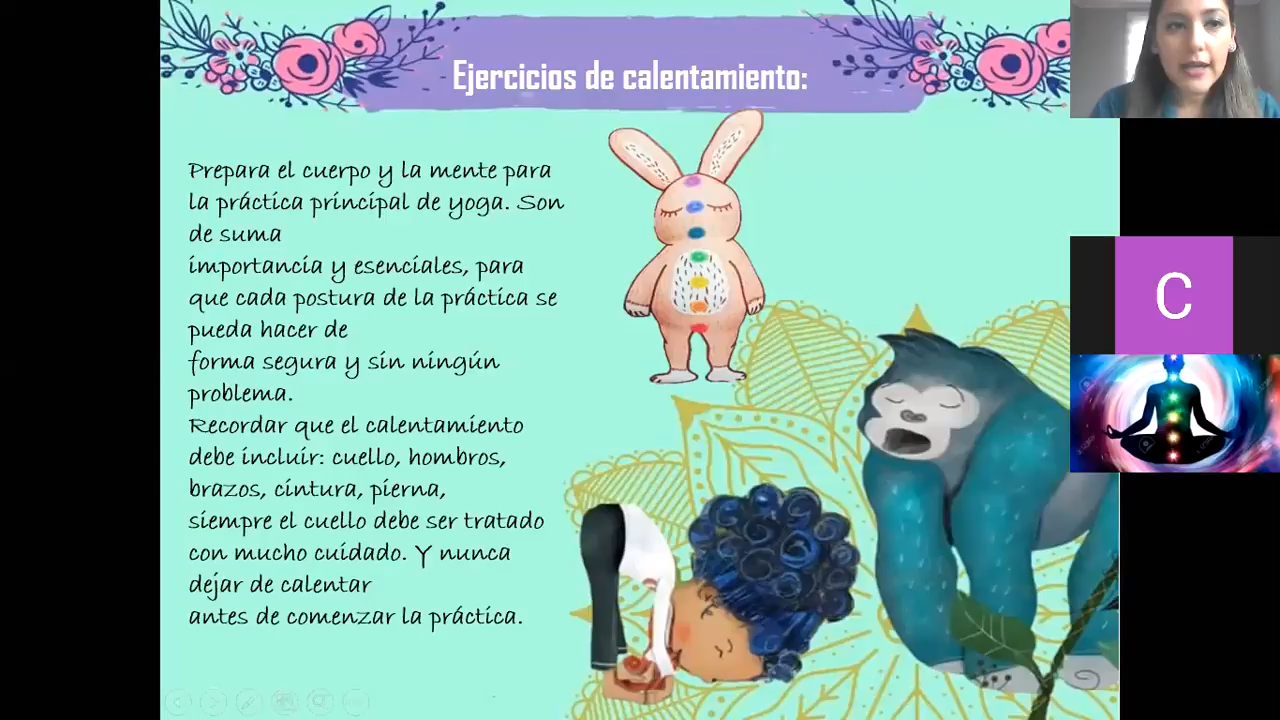 Ejercicios de calentamiento:
Prepara el cuerpo y la mente para
la práctica principal de yoga. Son
de suma
importancia y esenciales, para
que cada postura de la práctica se
pueda hacer de
forma segura y sin ningún
problema.
Recordar que el calentamiento
debe incluir: cuello, hombros,
brazos, cintura, pierna,
siempre el cuello debe ser tratado
con mucho cuidado. Y nunca
dejar de calentar
antes de comenzar la práctica.
C